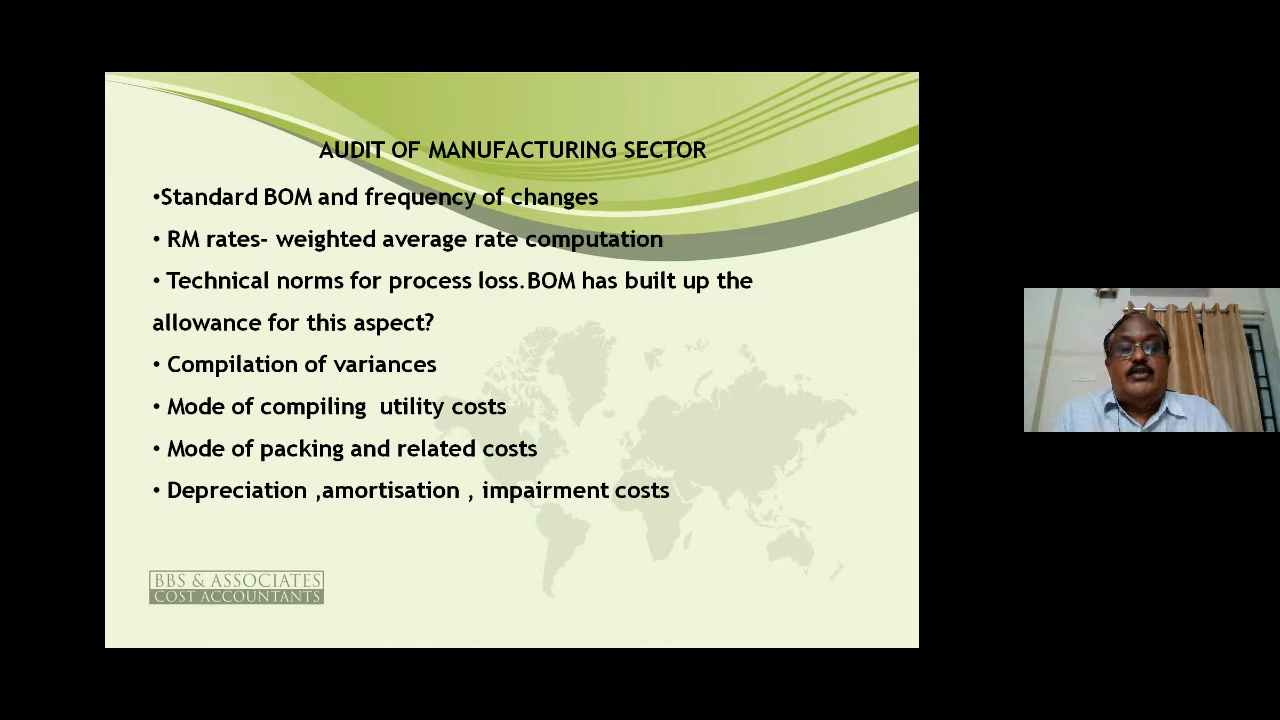 AUDIT OF MANUFACTURING SECTOR
•Standard BOM and frequency of changes
• RM rates- weighted average rate computation
• Technical norms for process loss.BOM has built up the
allowance for this aspect?
• Compilation of variances
• Mode of compiling  utility costs
• Mode of packing and related costs
• Depreciation ,amortisation , impairment costs
BBS & ASSOCIATES
COST ACCOUNTANTS